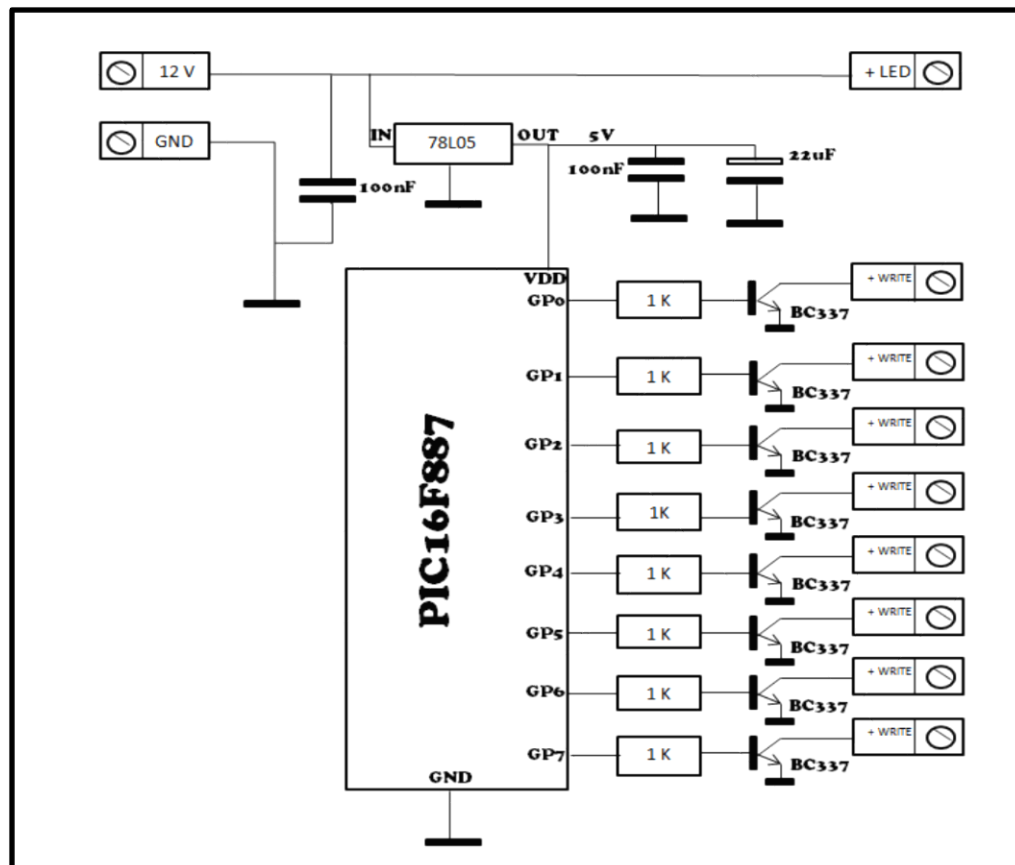 12 V
+ LED
GND
IN
78L05
OUT
5V
100nF
100nF
22uF
VDD
GP0
1 K
BC337
+ WRITE
GP1
1 K
BC337
+ WRITE
GP2
1 K
BC337
+ WRITE
GP3
1K
BC337
+ WRITE
GP4
1 K
BC337
+ WRITE
GP5
1 K
BC337
+ WRITE
GP6
1 K
BC337
+ WRITE
GP7
1 K
BC337
+ WRITE
PIC16F887
GND